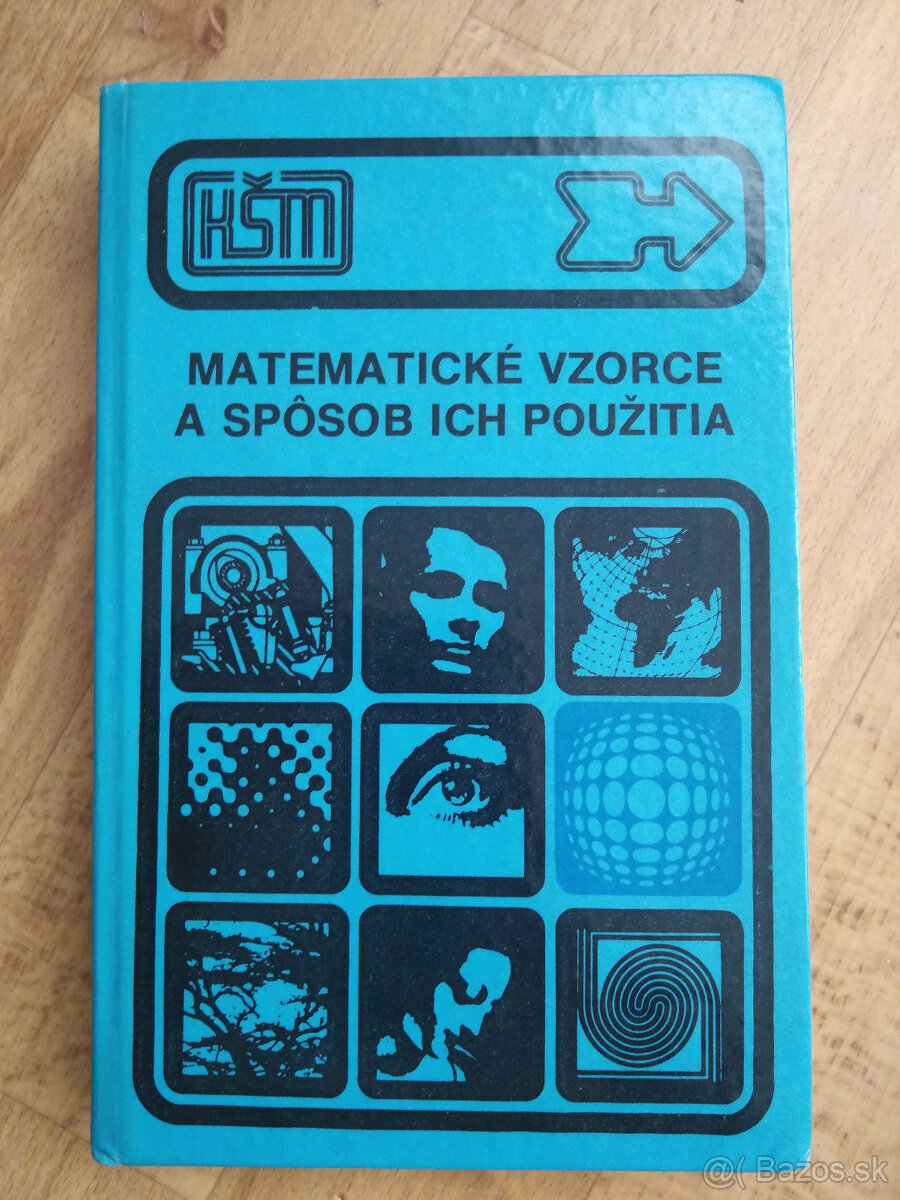 KŠM
MATEMATICKÉ VZORCE
A SPÔSOB ICH POUŽITIA
@( Bazos.sk